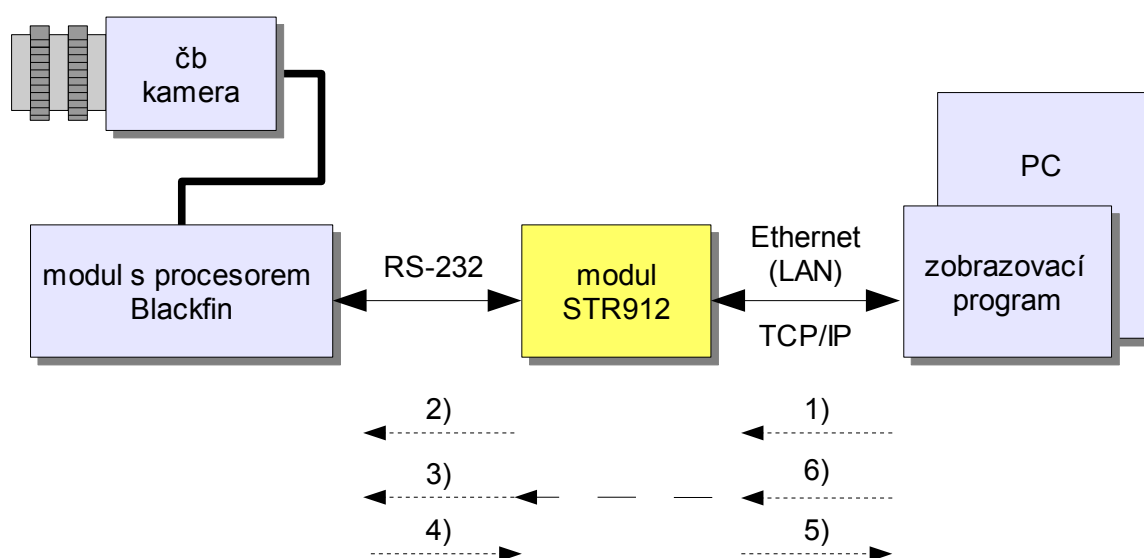 čb
kamera
PC
modul s procesorem
Blackfin
RS-232
modul
STR912
Ethernet
(LAN)
TCP/IP
zobrazovací
program
2)
1)
3)
6)
4)
5)